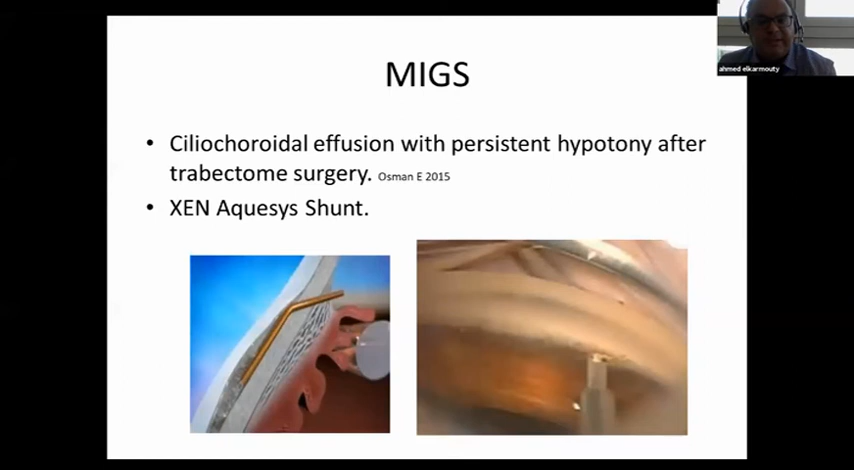 ahmed elkarmouty
MIGS
• Ciliochoroidal effusion with persistent hypotony after
trabectome surgery. Osman E 2015
• XEN Aquesys Shunt.